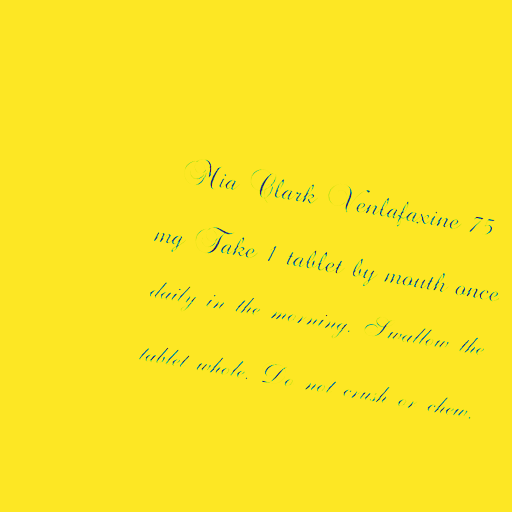 Mia Clark Venlafaxine 75
mg Take 1 tablet by mouth once
daily in the morning. Swallow the
tablet whole. Do not crush or chew.